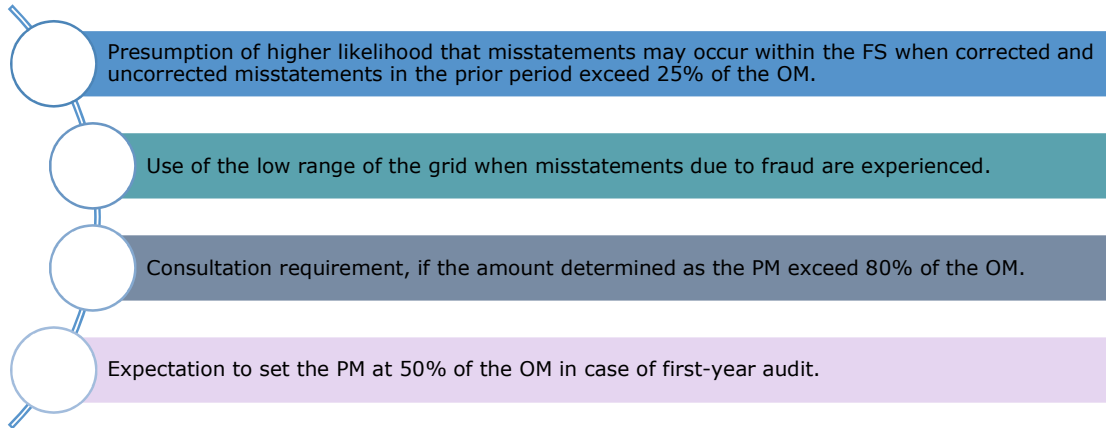 Presumption of higher likelihood that misstatements may occur within the FS when corrected and
uncorrected misstatements in the prior period exceed 25% of the OM.
Use of the low range of the grid when misstatements due to fraud are experienced.
Consultation requirement, if the amount determined as the PM exceed 80% of the OM.
Expectation to set the PM at 50% of the OM in case of first-year audit.